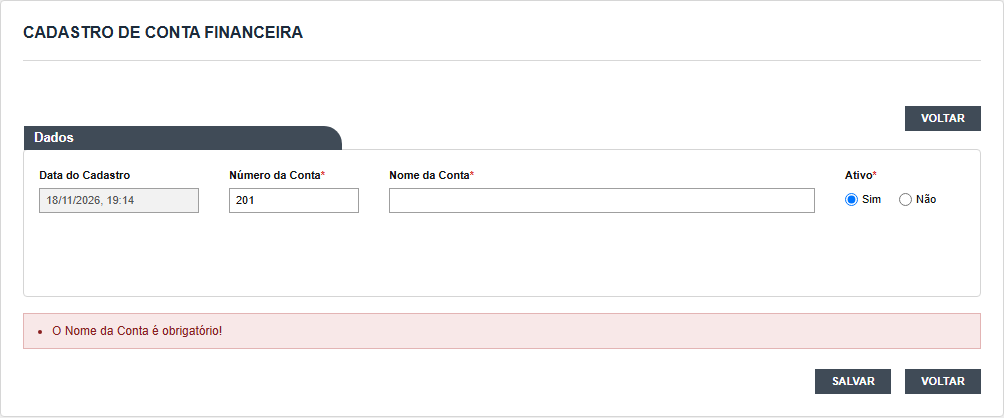 CADASTRO DE CONTA FINANCEIRA
VOLTAR
Dados
Data do Cadastro Número da Conta* Nome da Conta* Ativo*
18/11/2026, 19:14 201 Sim Não
O Nome da Conta é obrigatório!
SALVAR VOLTAR